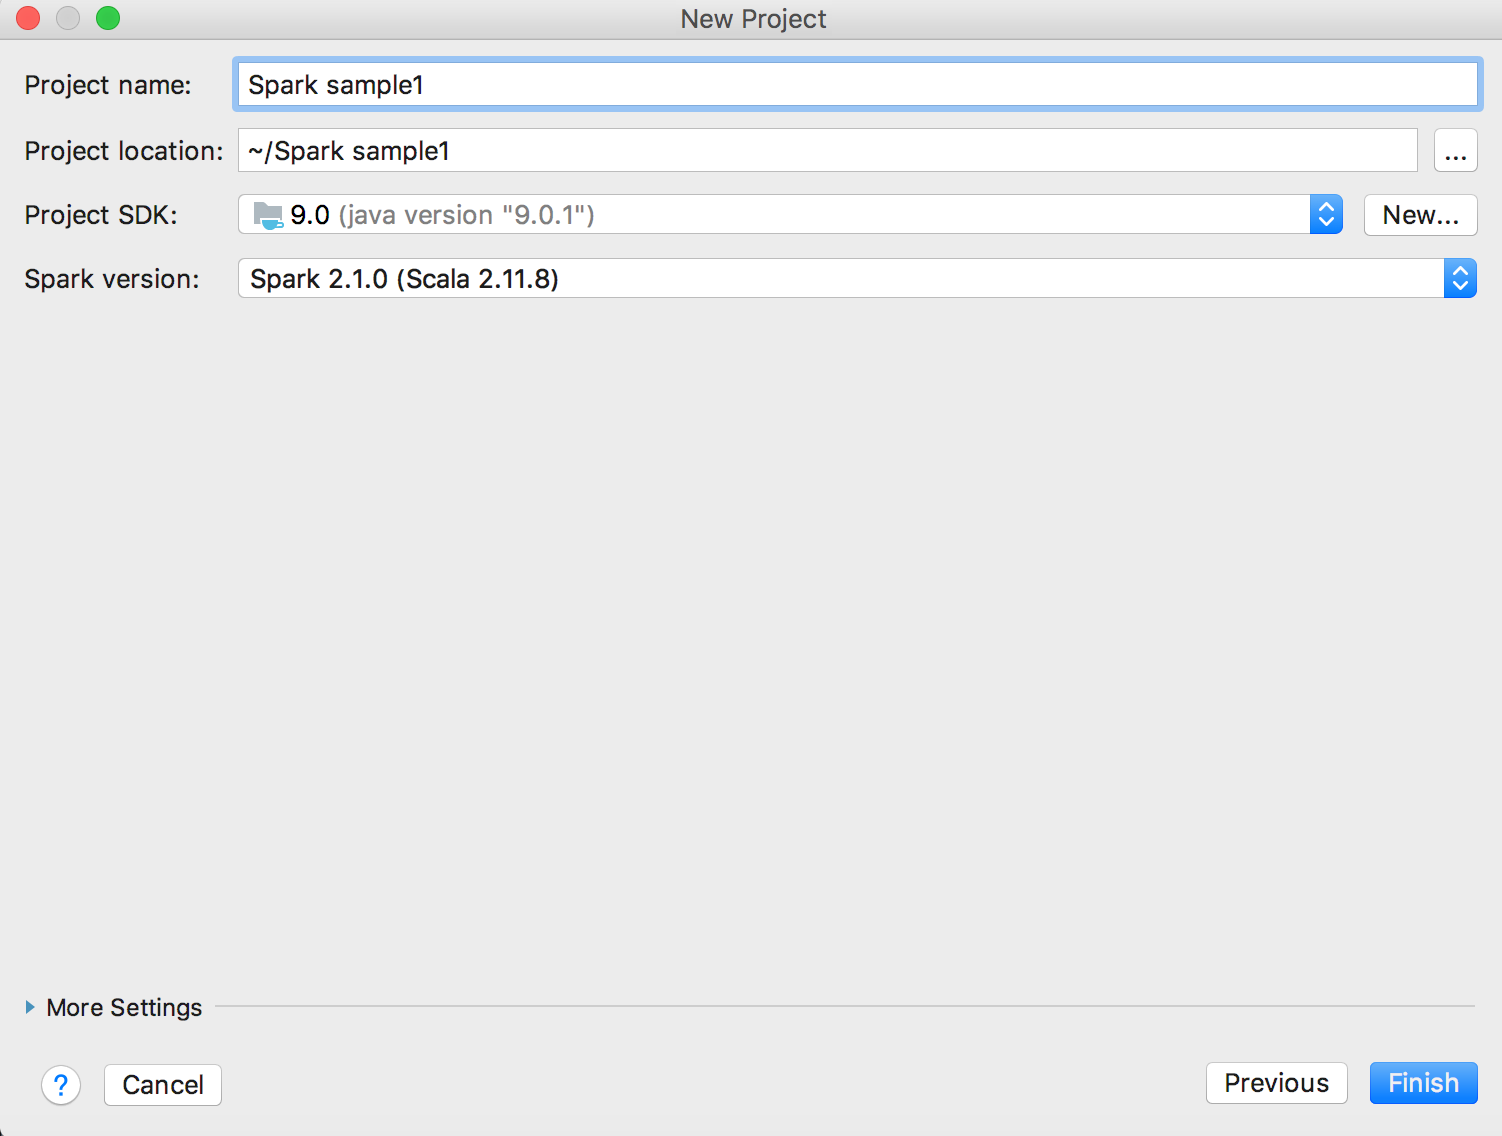 New Project
Project name: Spark sample1
Project location: ~/Spark sample1 ...
Project SDK: 9.0 (java version "9.0.1") New...
Spark version: Spark 2.1.0 (Scala 2.11.8)
More Settings
? Cancel Previous Finish